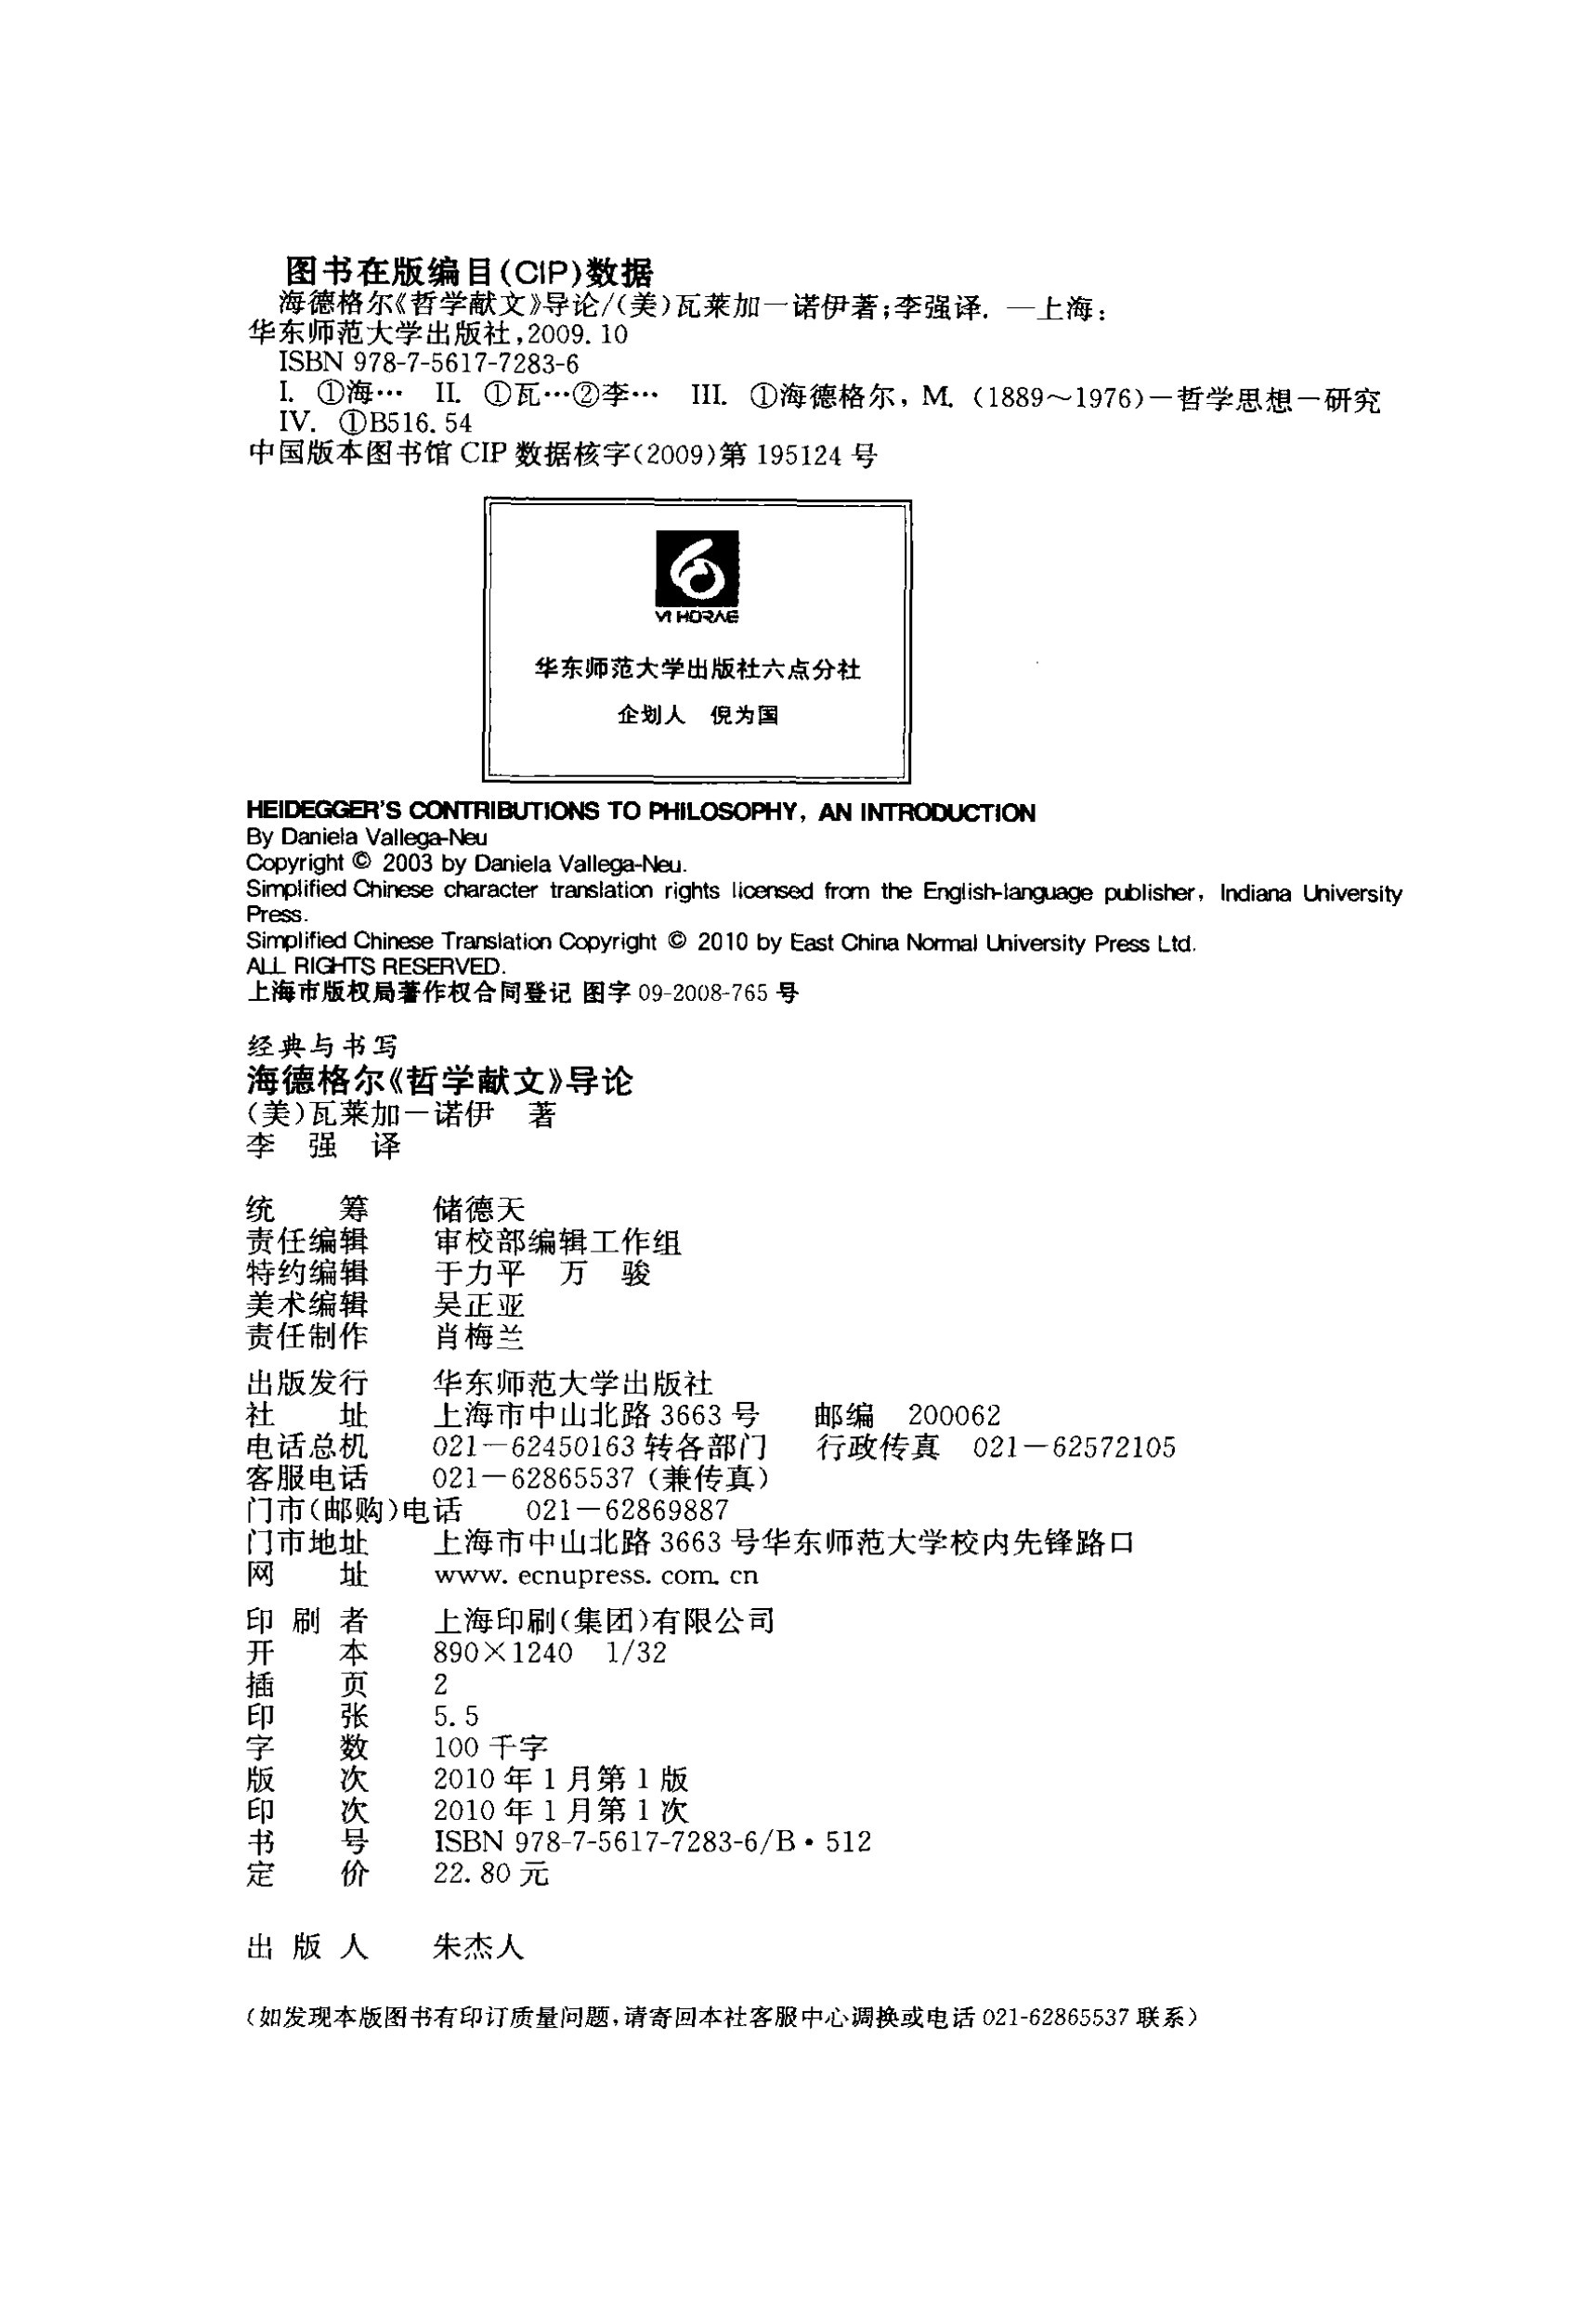 图书在版编目(CIP)数据
海德格尔《哲学献文》导论/(美)瓦莱加—诺伊著;李强译. —上海:
华东师范大学出版社,2009.10
ISBN 978-7-5617-7283-6
I. ①海… II. ①瓦…②李… III. ①海德格尔, M. (1889～1976)—哲学思想—研究
IV. ①B516.54
中国版本图书馆 CIP 数据核字(2009)第 195124 号
VI HORAE
华东师范大学出版社六点分社
企划人 倪为国
HEIDEGGER'S CONTRIBUTIONS TO PHILOSOPHY, AN INTRODUCTION
By Daniela Vallega-Neu
Copyright © 2003 by Daniela Vallega-Neu.
Simplified Chinese character translation rights licensed from the English-language publisher, Indiana University
Press.
Simplified Chinese Translation Copyright © 2010 by East China Normal University Press Ltd.
ALL RIGHTS RESERVED.
上海市版权局著作权合同登记 图字 09-2008-765 号
经典与书写
海德格尔《哲学献文》导论
(美)瓦莱加—诺伊 著
李 强 译
统 筹 储德天
责任编辑 审校部编辑工作组
特约编辑 于力平 万 骏
美术编辑 吴正亚
责任制作 肖梅兰
出版发行 华东师范大学出版社
社 址 上海市中山北路 3663 号 邮编 200062
电话总机 021－62450163 转各部门 行政传真 021－62572105
客服电话 021－62865537 (兼传真)
门市(邮购)电话 021－62869887
门市地址 上海市中山北路 3663 号华东师范大学校内先锋路口
网 址 www.ecnupress.com.cn
印 刷 者 上海印刷(集团)有限公司
开 本 890×1240 1/32
插 页 2
印 张 5.5
字 数 100 千字
版 次 2010 年 1 月第 1 版
印 次 2010 年 1 月第 1 次
书 号 ISBN 978-7-5617-7283-6/B·512
定 价 22.80 元
出 版 人 朱杰人
(如发现本版图书有印订质量问题,请寄回本社客服中心调换或电话 021-62865537 联系)